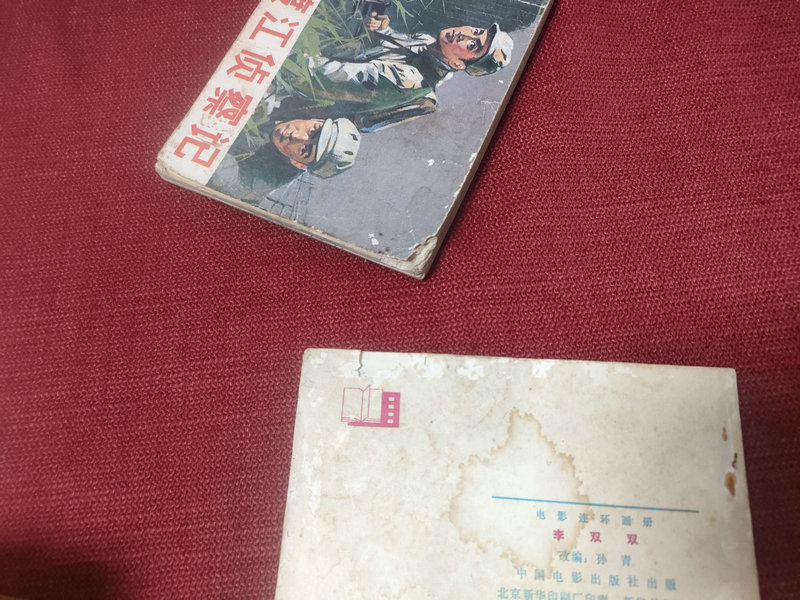 渡江侦察记
电影连环画册
李双双
改编：孙青
中国电影出版社出版
北京新华印刷厂印刷